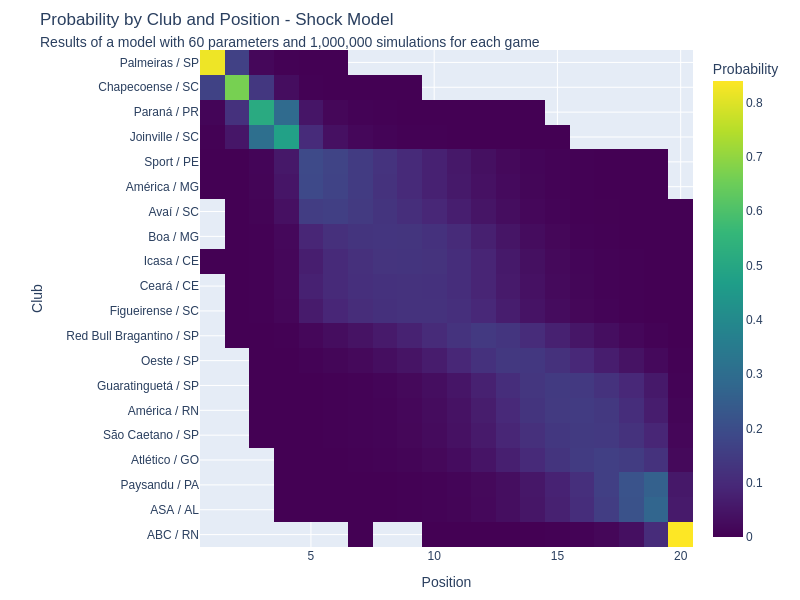 Probability by Club and Position - Shock Model
Results of a model with 60 parameters and 1,000,000 simulations for each game
Probability
Palmeiras / SP
Chapecoense / SC
Paraná / PR
Joinville / SC
Sport / PE
América / MG
Avaí / SC
Boa / MG
Icasa / CE
Ceará / CE
Figueirense / SC
Red Bull Bragantino / SP
Oeste / SP
Guaratinguetá / SP
América / RN
São Caetano / SP
Atlético / GO
Paysandu / PA
ASA / AL
ABC / RN
Club
5
10
15
20
Position
0.8
0.7
0.6
0.5
0.4
0.3
0.2
0.1
0